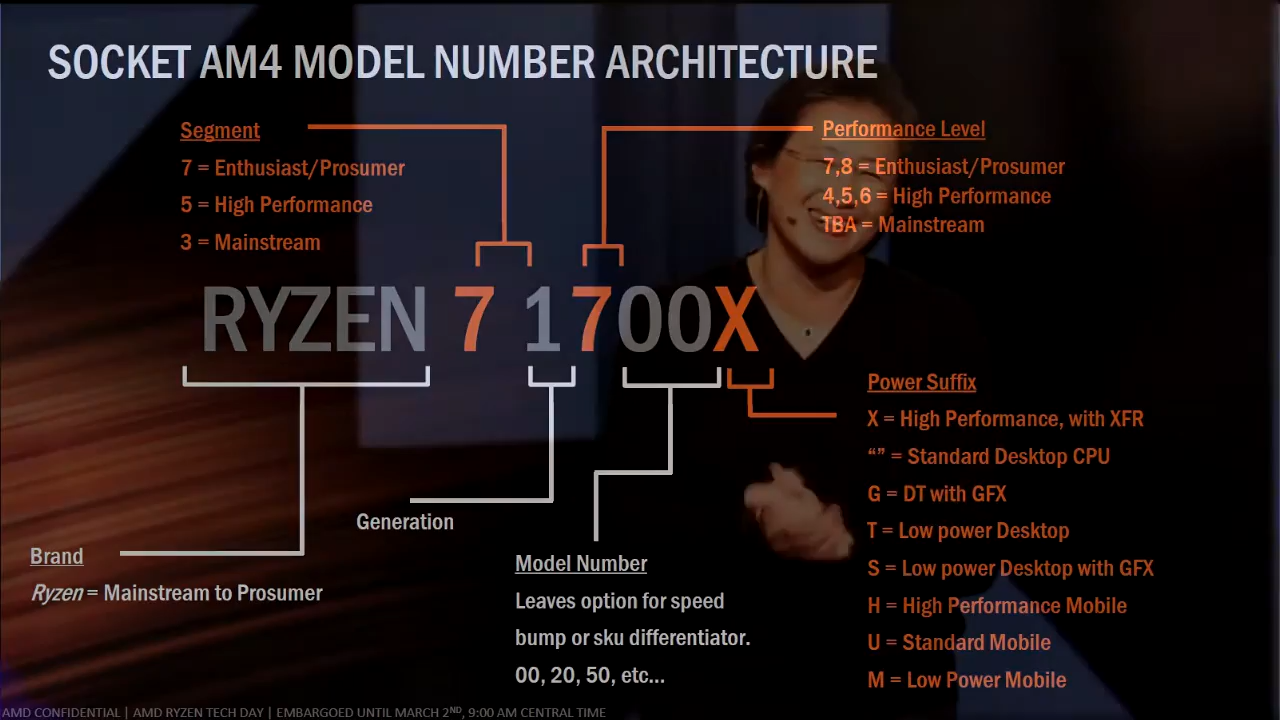 SOCKET AM4 MODEL NUMBER ARCHITECTURE
Segment
7 = Enthusiast/Prosumer
5 = High Performance
3 = Mainstream
Performance Level
7,8 = Enthusiast/Prosumer
4,5,6 = High Performance
TBA = Mainstream
RYZEN 7 1700X
Power Suffix
X = High Performance, with XFR
“” = Standard Desktop CPU
G = DT with GFX
T = Low power Desktop
S = Low power Desktop with GFX
H = High Performance Mobile
U = Standard Mobile
M = Low Power Mobile
Generation
Brand
Ryzen = Mainstream to Prosumer
Model Number
Leaves option for speed
bump or sku differentiator.
00, 20, 50, etc...
AMD CONFIDENTIAL | AMD RYZEN TECH DAY | EMBARGOED UNTIL MARCH 2ND, 9:00 AM CENTRAL TIME